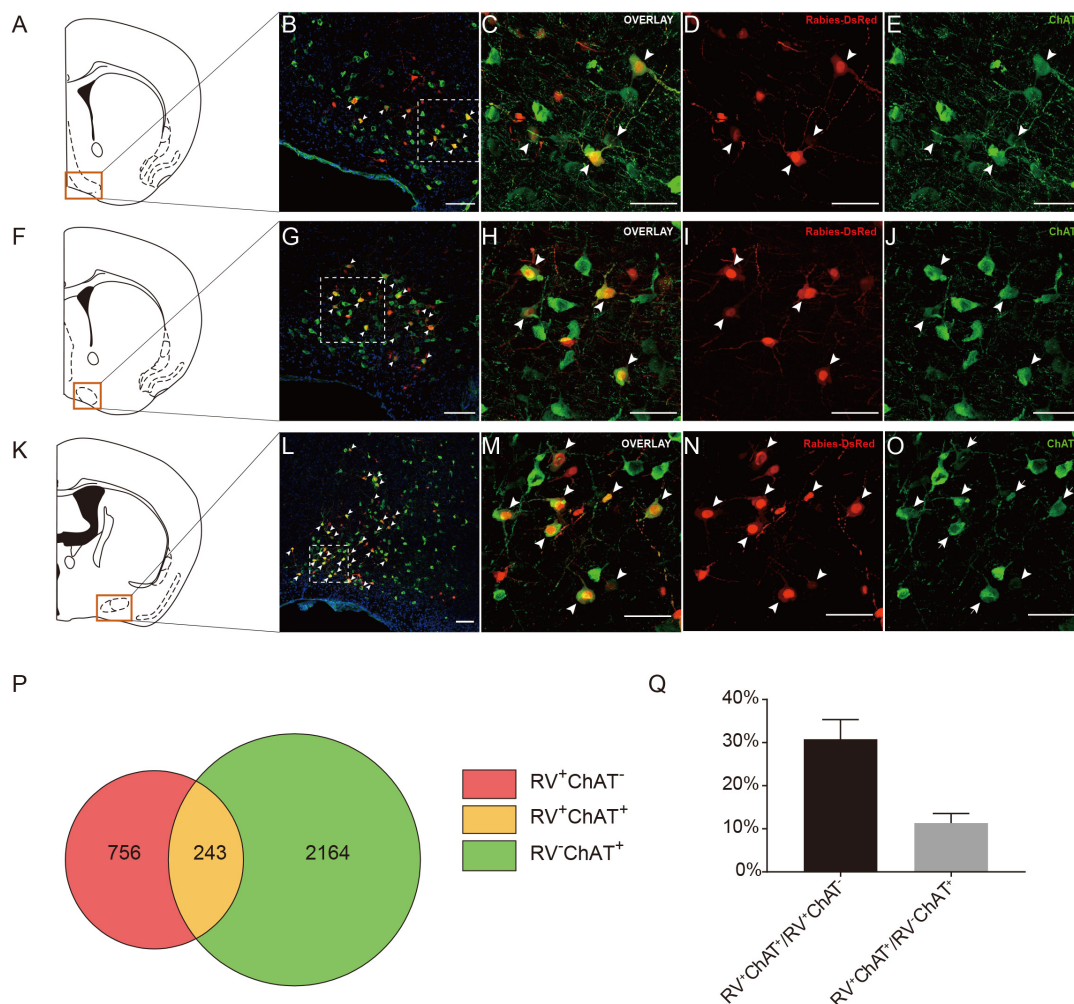 A
B
OVERLAY
C
Rabies-DsRed
D
ChAT
E
F
G
OVERLAY
H
Rabies-DsRed
I
ChAT
J
K
L
OVERLAY
M
Rabies-DsRed
N
ChAT
O
P
756
243
2164
RV⁺ChAT⁻
RV⁺ChAT⁺
RV⁻ChAT⁺
Q
40%
30%
20%
10%
0%
RV⁺ChAT⁺/RV⁺ChAT⁻
RV⁺ChAT⁺/RV⁻ChAT⁺